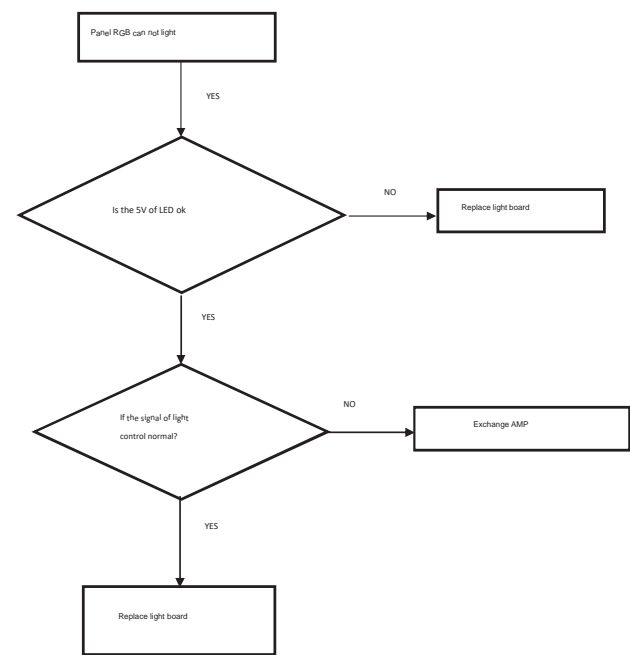 Panel RGB can not light
YES
Is the 5V of LED ok
NO
Replace light board
YES
If the signal of light
control normal?
NO
Exchange AMP
YES
Replace light board